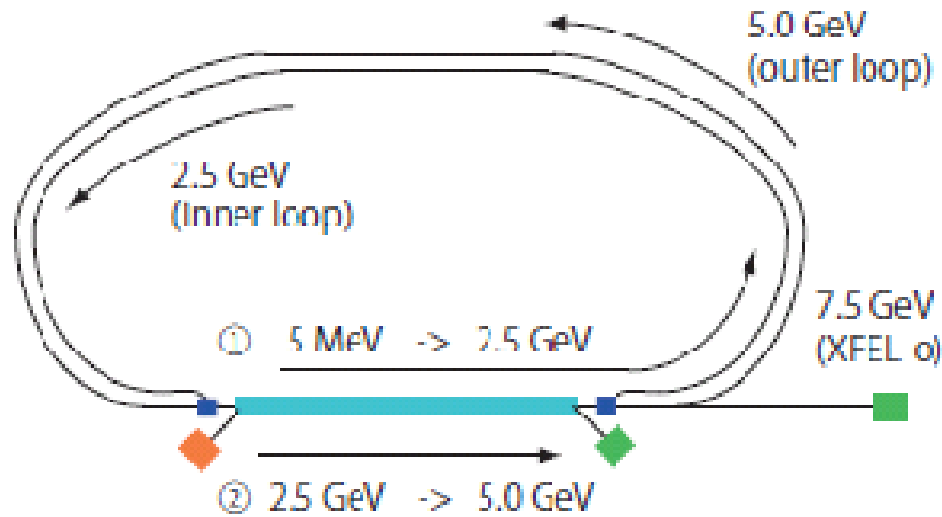 5.0 GeV
(outer loop)
2.5 GeV
(Inner loop)
7.5 GeV
(XFEL o)
① 5 MeV -> 2.5 GeV
② 2.5 GeV -> 5.0 GeV